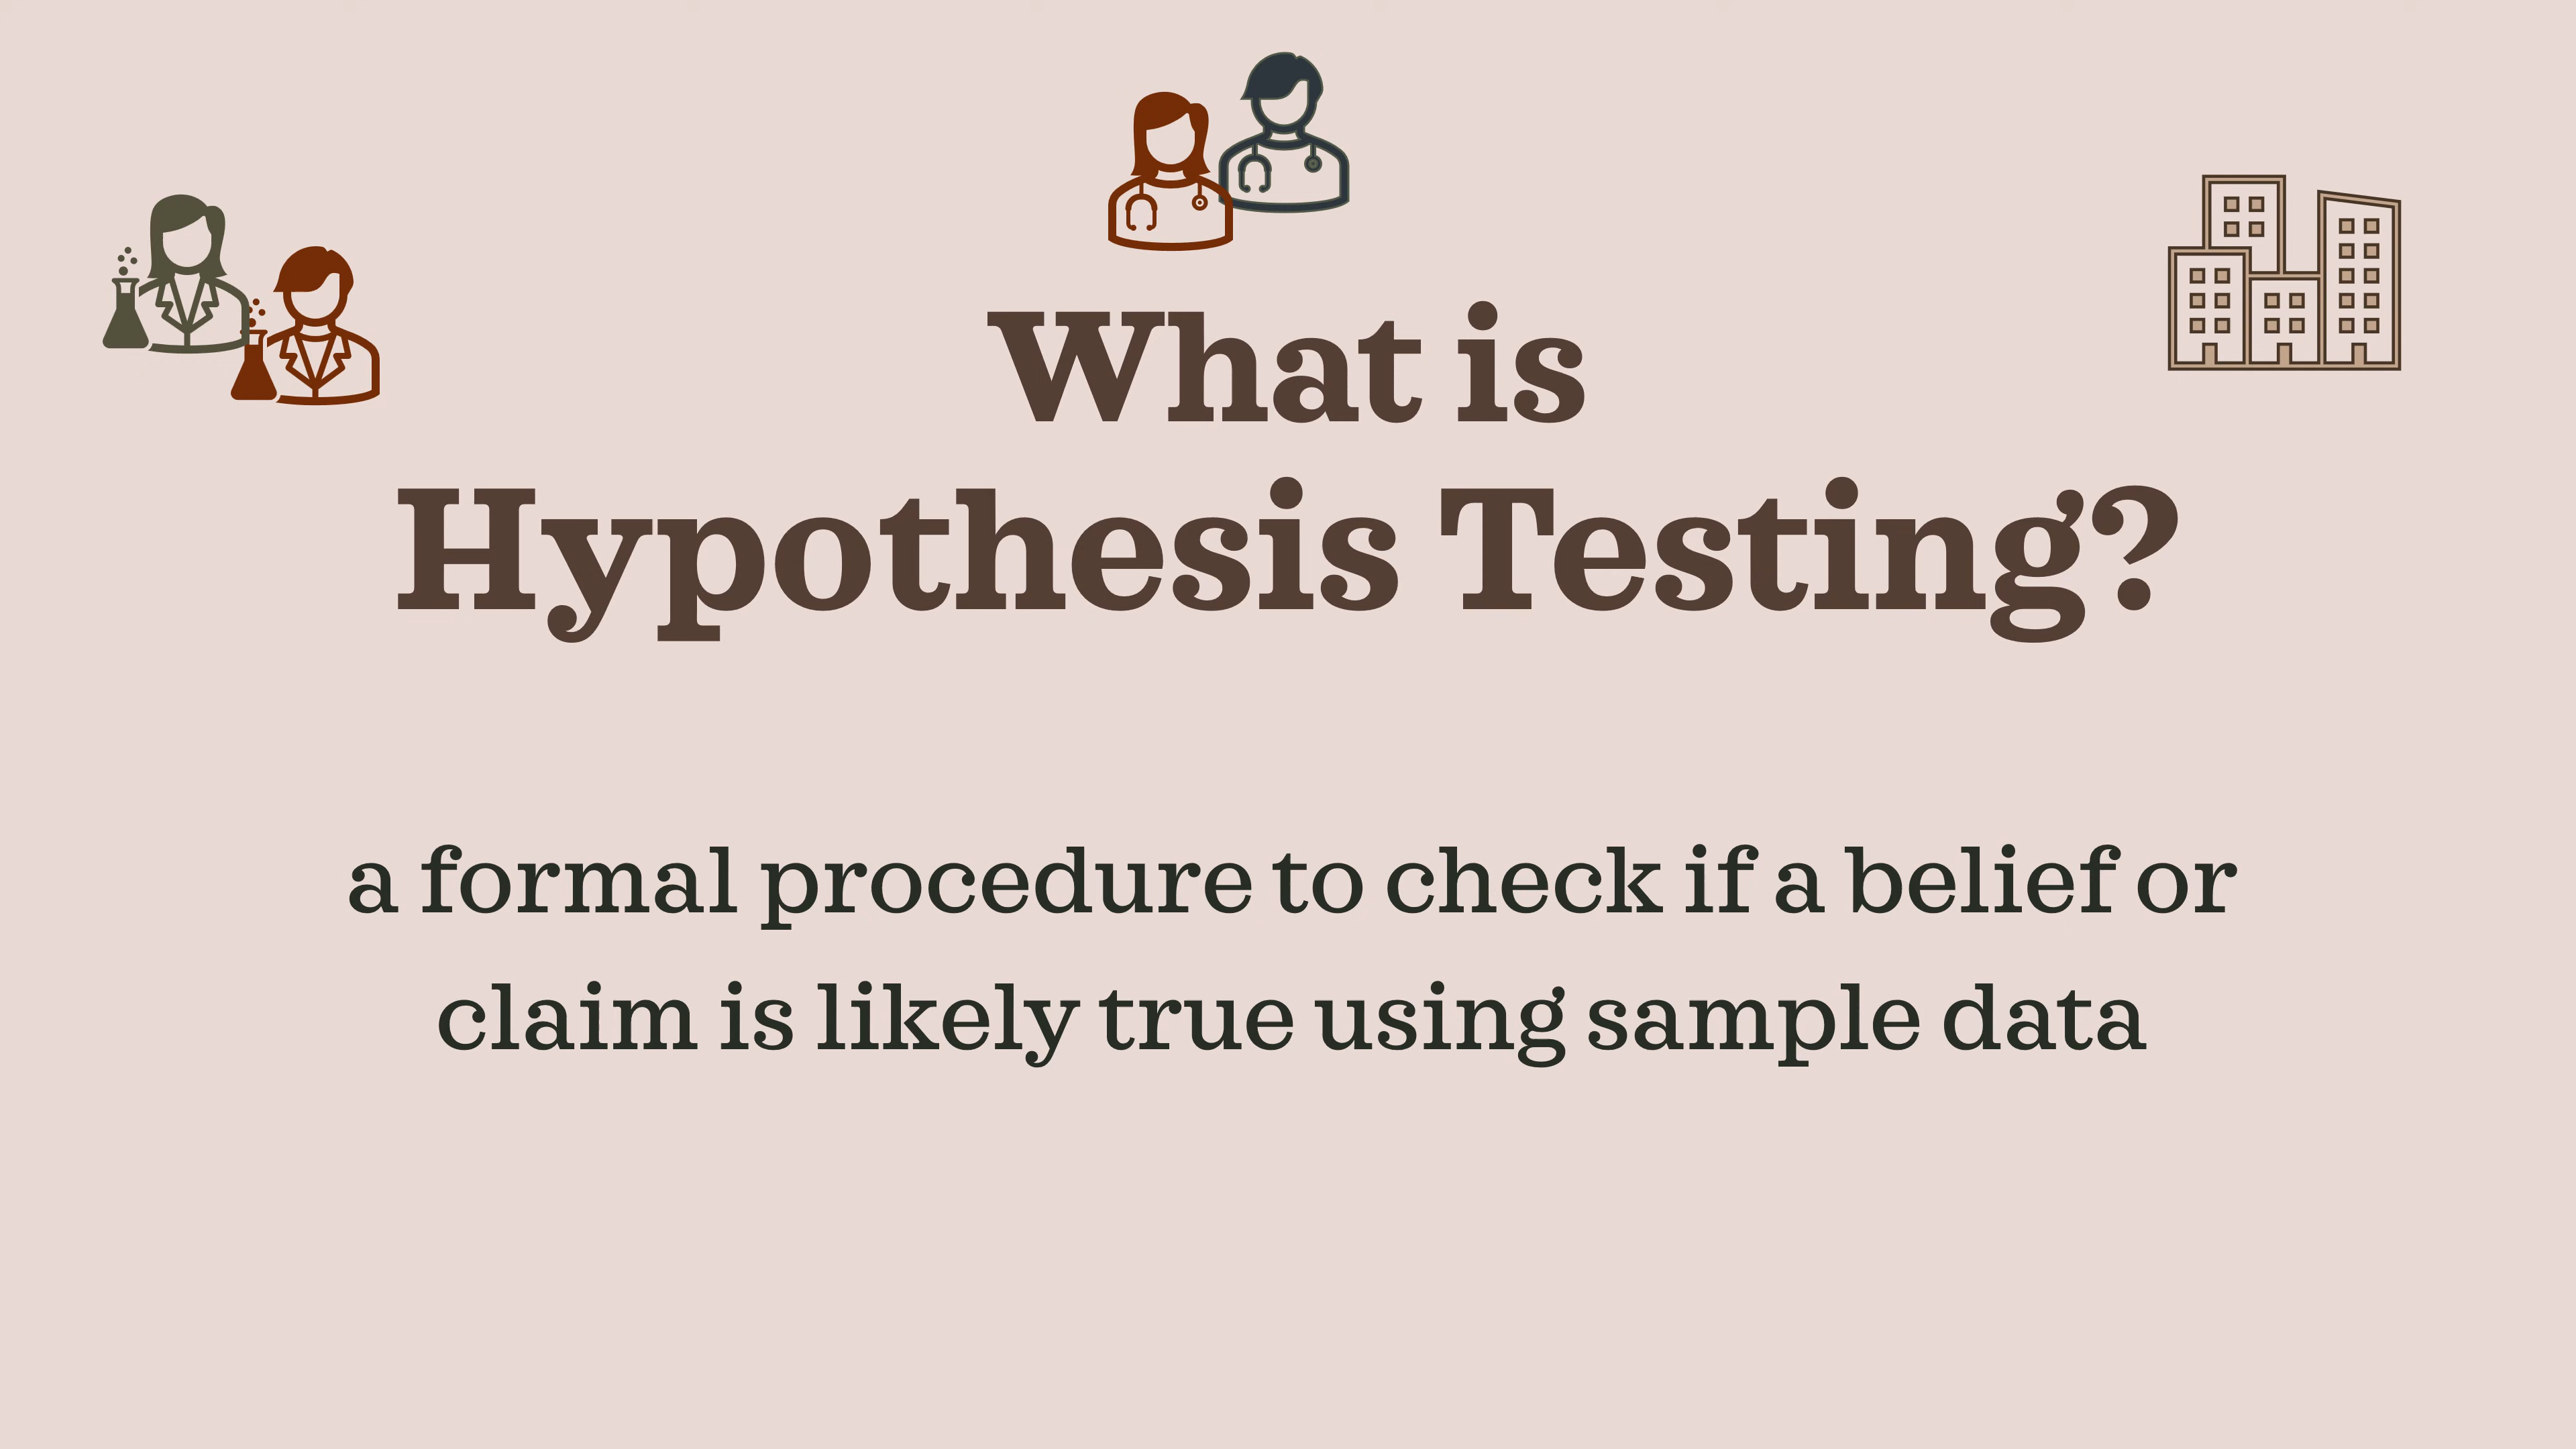 What is
Hypothesis Testing?
a formal procedure to check if a belief or
claim is likely true using sample data